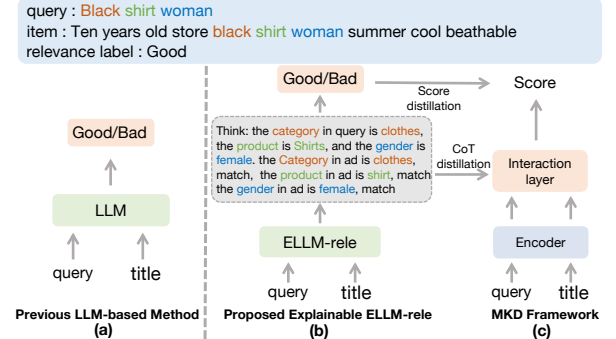 query : Black shirt woman
item : Ten years old store black shirt woman summer cool beathable
relevance label : Good
Good/Bad
LLM
query
title
Previous LLM-based Method
(a)
Good/Bad
Think: the category in query is clothes,
the product is Shirts, and the gender is
female. the Category in ad is clothes,
match, the product in ad is shirt, match
the gender in ad is female, match
ELLM-rele
query
title
Proposed Explainable ELLM-rele
(b)
Score
distillation
CoT
distillation
Score
Interaction
layer
Encoder
query
title
MKD Framework
(c)